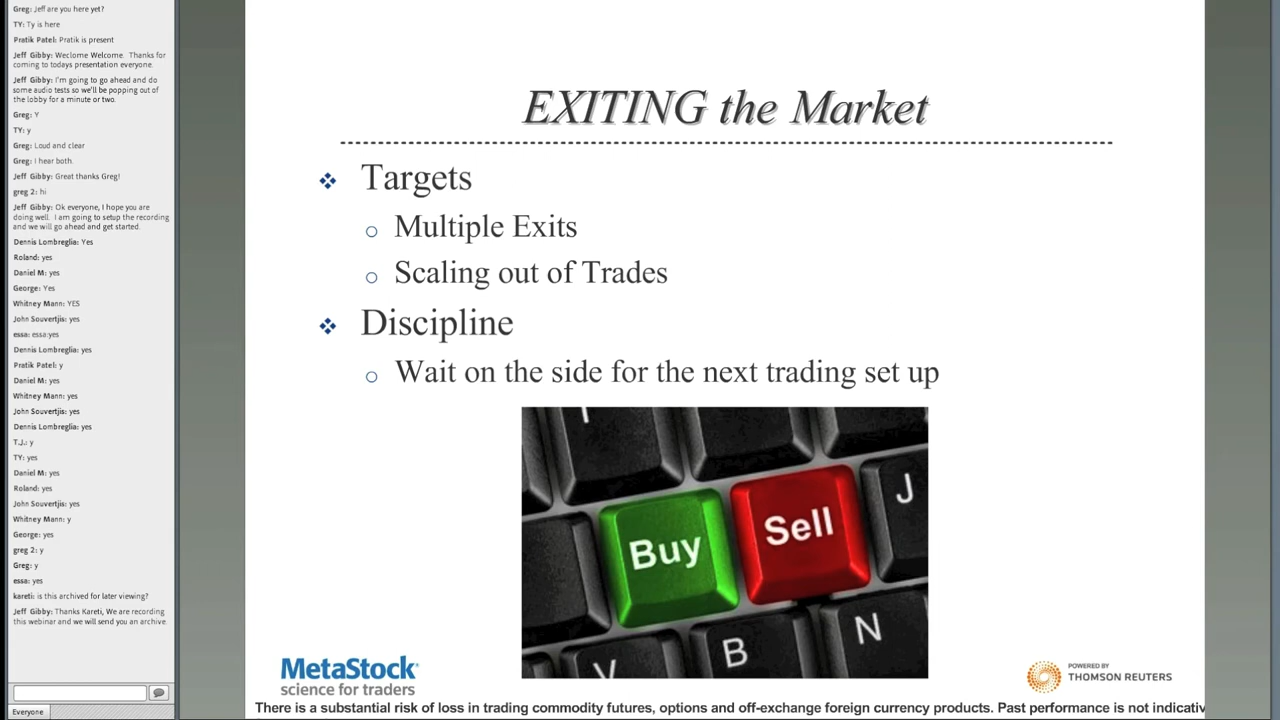 Greg: Jeff are you here yet?
TY: Ty is here
Pratik Patel: Pratik is present
Jeff Gibby: Weclome Welcome. Thanks for
coming to todays presentation everyone.
Jeff Gibby: I'm going to go ahead and do
some audio tests so we'll be popping out of
the lobby for a minute or two.
Greg: Y
TY: y
Greg: Loud and clear
Greg: I hear both.
Jeff Gibby: Great thanks Greg!
greg 2: hi
Jeff Gibby: Ok everyone, I hope you are
doing well. I am going to setup the recording
and we will go ahead and get started.
Dennis Lombreglia: Yes
Roland: yes
Daniel M: yes
George: Yes
Whitney Mann: YES
John Souvertjis: yes
essa: essa:yes
Dennis Lombreglia: yes
Pratik Patel: y
Daniel M: yes
Whitney Mann: yes
John Souvertjis: yes
Dennis Lombreglia: yes
T.J.: y
TY: yes
Daniel M: yes
Roland: yes
John Souvertjis: yes
Whitney Mann: y
George: yes
greg 2: y
Greg: y
essa: yes
kareti: is this archived for later viewing?
Jeff Gibby: Thanks Kareti, We are recording
this webinar and we will send you an archive.
Everyone
EXITING the Market
Targets
Multiple Exits
Scaling out of Trades
Discipline
Wait on the side for the next trading set up
Buy
Sell
J
V
B
N
MetaStock
science for traders
POWERED BY
THOMSON REUTERS
There is a substantial risk of loss in trading commodity futures, options and off-exchange foreign currency products. Past performance is not indicativ